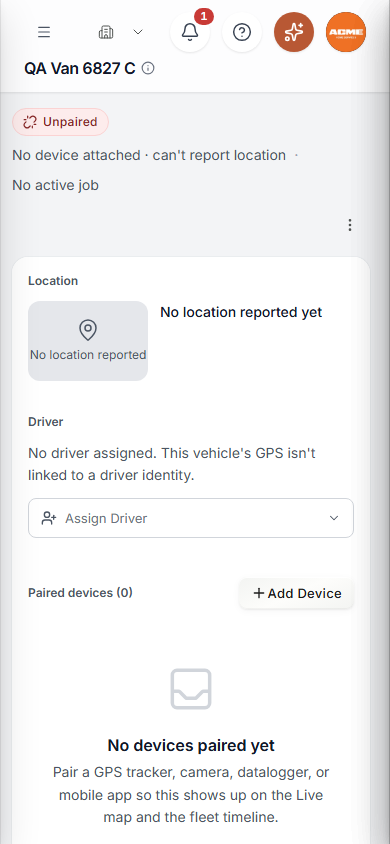 1
ACME
QA Van 6827 C
Unpaired
No device attached · can't report location ·
No active job
Location
No location reported
No location reported yet
Driver
No driver assigned. This vehicle's GPS isn't
linked to a driver identity.
Assign Driver
Paired devices (0)
Add Device
No devices paired yet
Pair a GPS tracker, camera, datalogger, or
mobile app so this shows up on the Live
map and the fleet timeline.